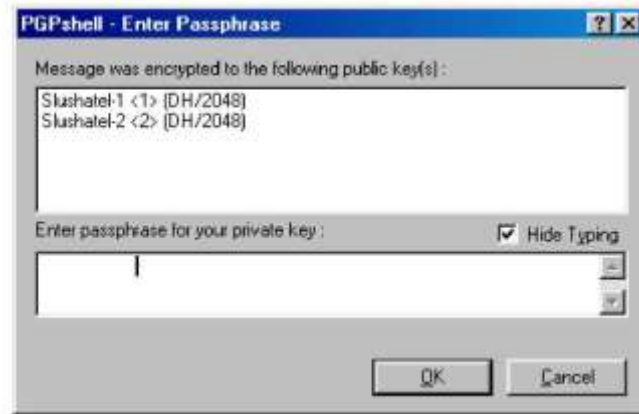 PGPshell - Enter Passphrase
Message was encrypted to the following public key(s) :
Slushatel-1 <1> (DH/2048)
Slushatel-2 <2> (DH/2048)
Enter passphrase for your private key :
Hide Typing
OK
Cancel